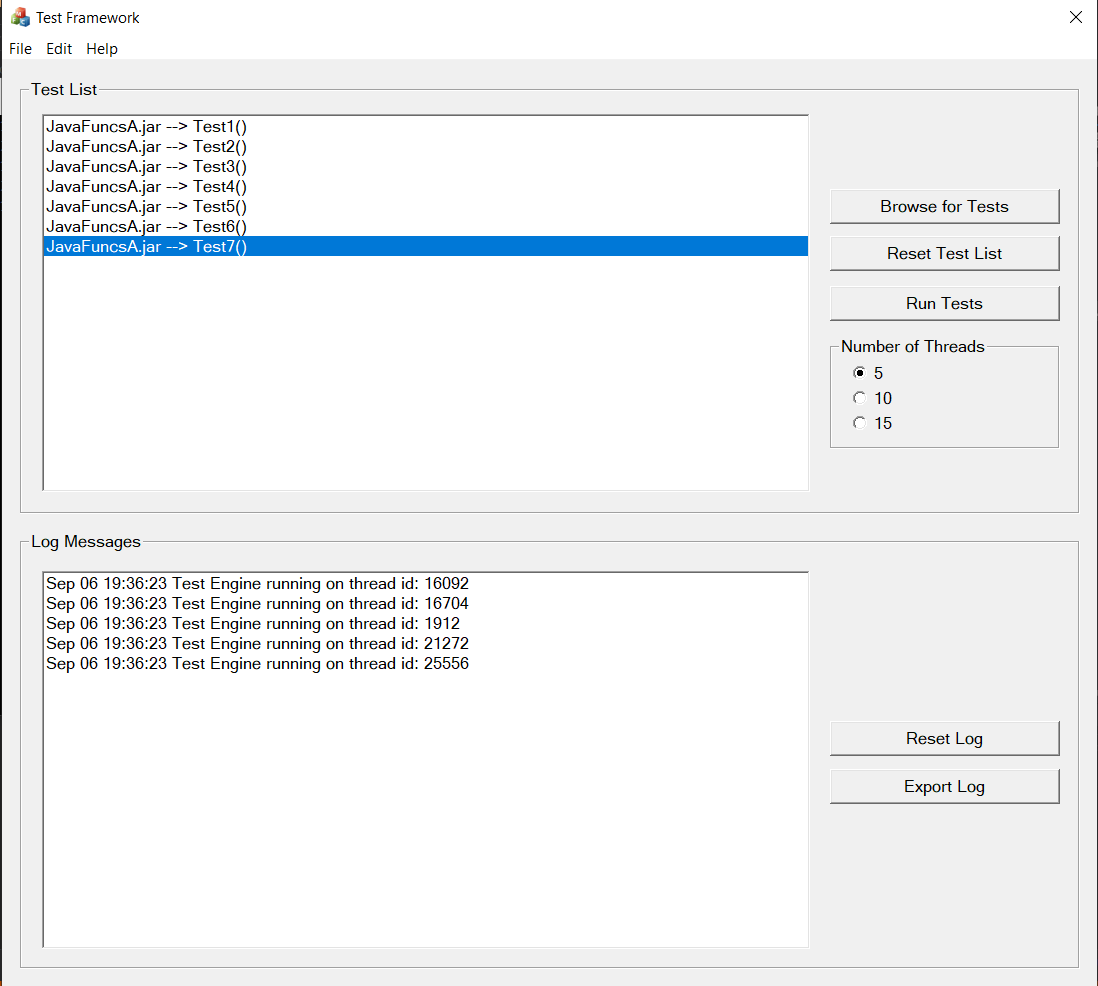 Test Framework
File Edit Help
Test List
JavaFuncsA.jar --> Test1()
JavaFuncsA.jar --> Test2()
JavaFuncsA.jar --> Test3()
JavaFuncsA.jar --> Test4()
JavaFuncsA.jar --> Test5()
JavaFuncsA.jar --> Test6()
JavaFuncsA.jar --> Test7()
Browse for Tests
Reset Test List
Run Tests
Number of Threads
5
10
15
Log Messages
Sep 06 19:36:23 Test Engine running on thread id: 16092
Sep 06 19:36:23 Test Engine running on thread id: 16704
Sep 06 19:36:23 Test Engine running on thread id: 1912
Sep 06 19:36:23 Test Engine running on thread id: 21272
Sep 06 19:36:23 Test Engine running on thread id: 25556
Reset Log
Export Log